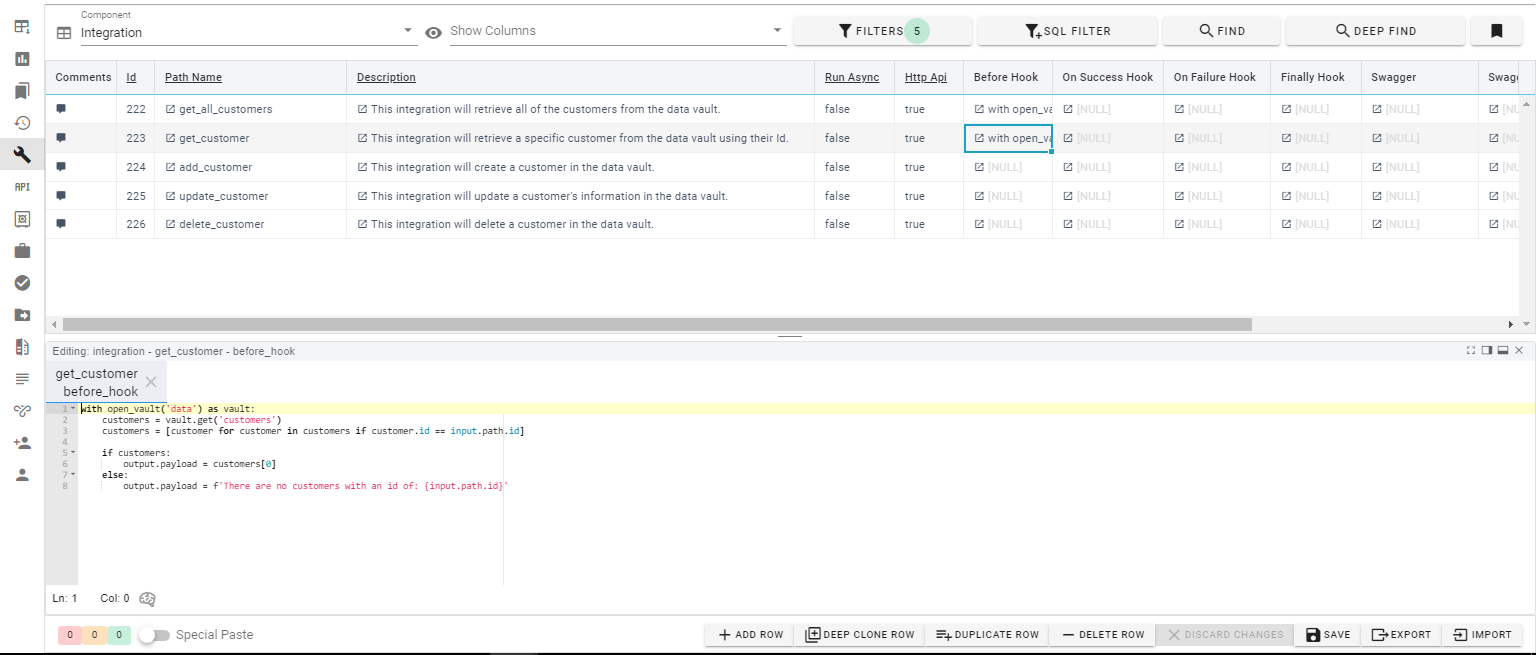 Component
Integration
Show Columns
FILTERS 5
SQL FILTER
FIND
DEEP FIND
Comments Id Path Name Description Run Async Http Api Before Hook On Success Hook On Failure Hook Finally Hook Swagger Swagg
222 get_all_customers This integration will retrieve all of the customers from the data vault. false true with open_va [NULL] [NULL] [NULL] [NULL] [NU
223 get_customer This integration will retrieve a specific customer from the data vault using their Id. false true with open_va [NULL] [NULL] [NULL] [NULL] [NU
224 add_customer This integration will create a customer in the data vault. false true [NULL] [NULL] [NULL] [NULL] [NULL] [NU
225 update_customer This integration will update a customer's information in the data vault. false true [NULL] [NULL] [NULL] [NULL] [NULL] [NU
226 delete_customer This integration will delete a customer in the data vault. false true [NULL] [NULL] [NULL] [NULL] [NULL] [NU
API
Editing: integration - get_customer - before_hook
get_customer
before_hook
1 with open_vault('data') as vault:
2 customers = vault.get('customers')
3 customers = [customer for customer in customers if customer.id == input.path.id]
4
5 if customers:
6 output.payload = customers[0]
7 else:
8 output.payload = f'There are no customers with an id of: {input.path.id}'
Ln: 1 Col: 0
0 0 0 Special Paste
ADD ROW
DEEP CLONE ROW
DUPLICATE ROW
DELETE ROW
DISCARD CHANGES
SAVE
EXPORT
IMPORT